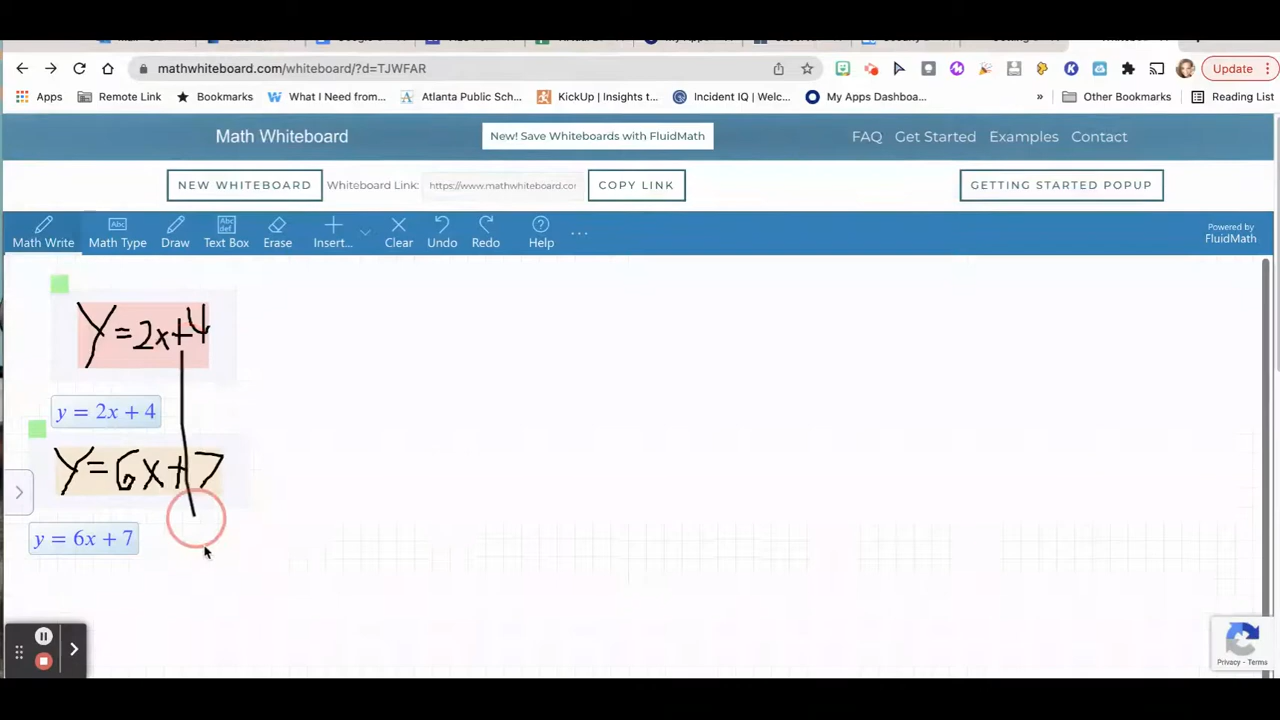 mathwhiteboard.com/whiteboard/?d=TJWFAR
Update
Apps
Remote Link
Bookmarks
What I Need from...
Atlanta Public Sch...
KickUp | Insights t...
Incident IQ | Welc...
My Apps Dashboa...
»
Other Bookmarks
Reading List
Math Whiteboard
New! Save Whiteboards with FluidMath
FAQ
Get Started
Examples
Contact
NEW WHITEBOARD
Whiteboard Link:
https://www.mathwhiteboard.co
COPY LINK
GETTING STARTED POPUP
Math Write
Abc
Math Type
Draw
Abc
def
Text Box
Erase
Insert...
Clear
Undo
Redo
Help
...
Powered by
FluidMath
Y=2x+4
y = 2x + 4
Y=6x+7
y = 6x + 7
Privacy - Terms